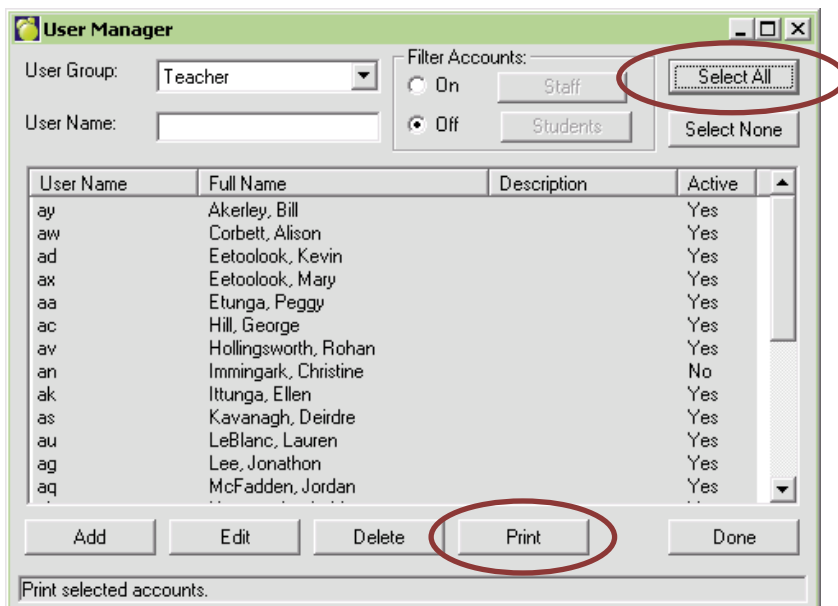 User Manager
User Group: Teacher Filter Accounts: On Staff Select All
User Name: Off Students Select None
User Name Full Name Description Active
ay Akerley, Bill Yes
aw Corbett, Alison Yes
ad Eetoolook, Kevin Yes
ax Eetoolook, Mary Yes
aa Etunga, Peggy Yes
ac Hill, George Yes
av Hollingsworth, Rohan Yes
an Immingark, Christine No
ak Ittunga, Ellen Yes
as Kavanagh, Deirdre Yes
au LeBlanc, Lauren Yes
ag Lee, Jonathon Yes
aq McFadden, Jordan Yes
Add Edit Delete Print Done
Print selected accounts.